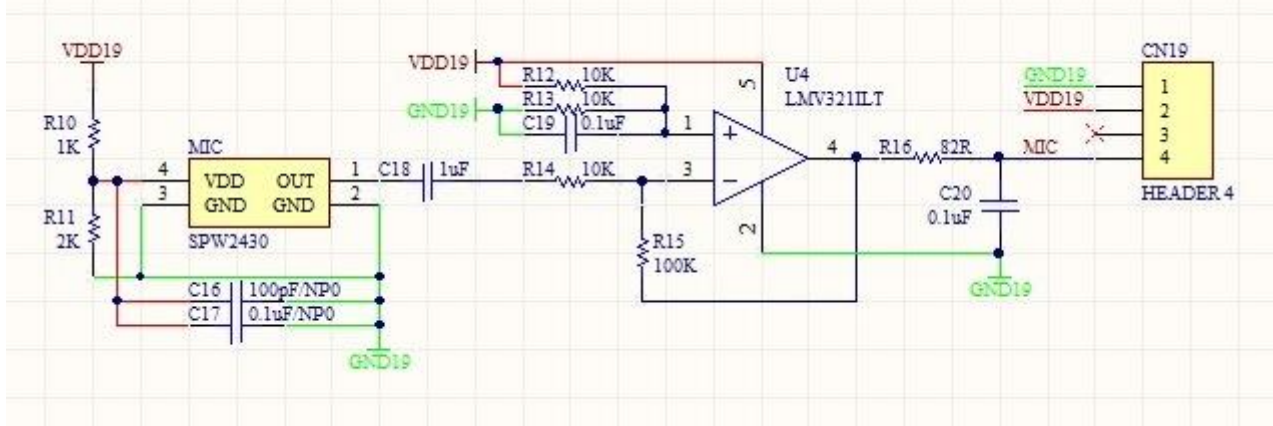 VDD19
R10
1K
R11
2K
MIC
4
3
VDD OUT
GND GND
1
2
SPW2430
C16 100pF/NP0
C17 0.1uF/NP0
GND19
C18 1uF
VDD19
GND19
R12 10K
R13 10K
C19 0.1uF
R14 10K
1
3
+
-
5
2
4
U4
LMV321ILT
R15
100K
R16 82R
C20
0.1uF
GND19
CN19
GND19 1
VDD19 2
3
MIC 4
HEADER 4